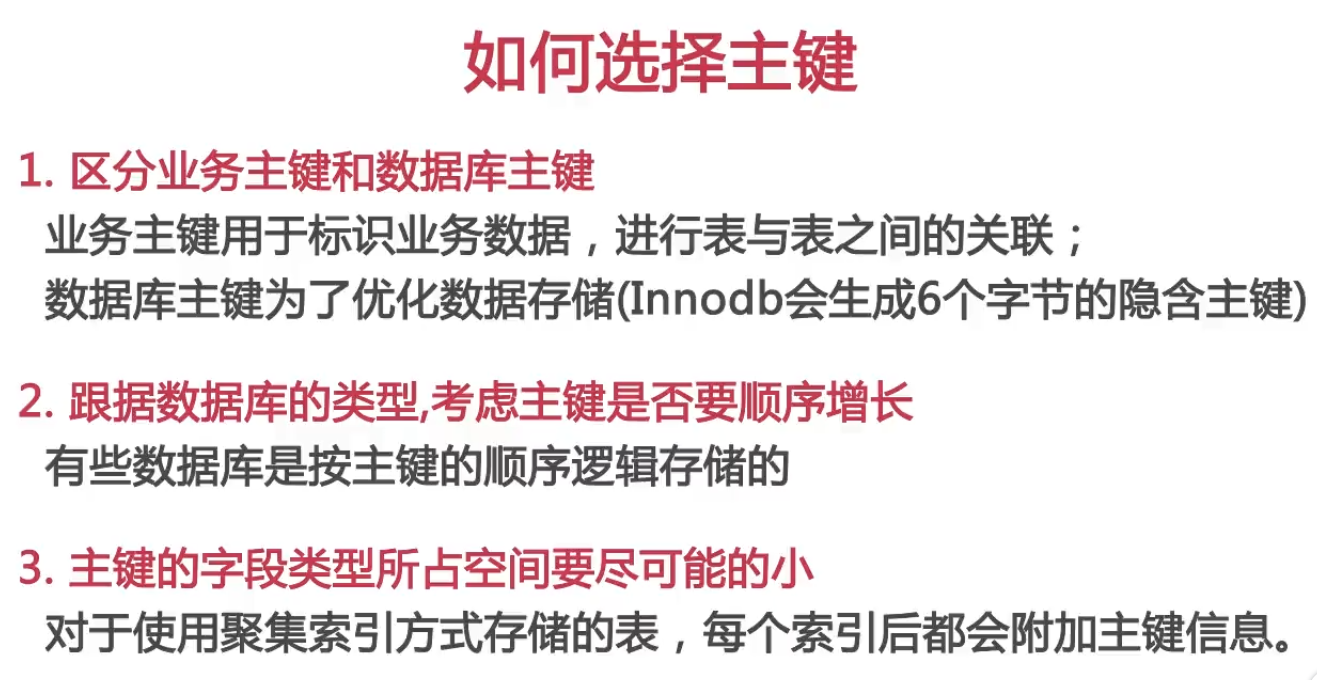 如何选择主键
1. 区分业务主键和数据库主键
业务主键用于标识业务数据，进行表与表之间的关联；
数据库主键为了优化数据存储(Innodb会生成6个字节的隐含主键)
2. 跟据数据库的类型,考虑主键是否要顺序增长
有些数据库是按主键的顺序逻辑存储的
3. 主键的字段类型所占空间要尽可能的小
对于使用聚集索引方式存储的表，每个索引后都会附加主键信息。